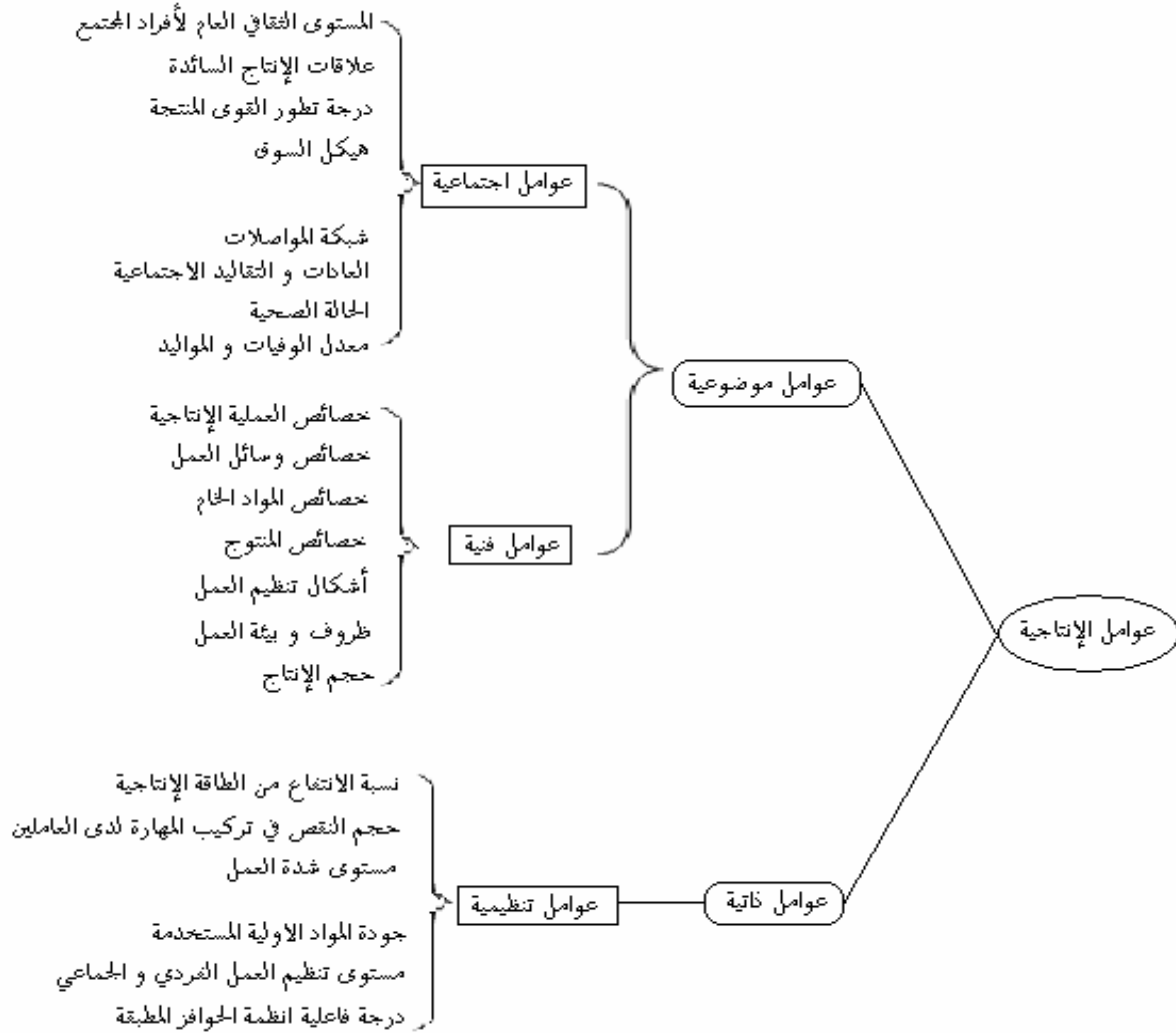 عوامل الإنتاجية
عوامل موضوعية
عوامل اجتماعية
المستوى الثقافي العام لأفراد المجتمع
علاقات الإنتاج السائدة
درجة تطور القوى المنتجة
هيكل السوق
شبكة المواصلات
العادات و التقاليد الاجتماعية
الحالة الصحية
معدل الوفيات و المواليد
عوامل فنية
خصائص العملية الإنتاجية
خصائص وسائل العمل
خصائص المواد الخام
خصائص المنتوج
أشكال تنظيم العمل
ظروف و بيئة العمل
حجم الإنتاج
عوامل ذاتية
عوامل تنظيمية
نسبة الانتفاع من الطاقة الإنتاجية
حجم النقص في تركيب المهارة لدى العاملين
مستوى شدة العمل
جودة المواد الاولية المستخدمة
مستوى تنظيم العمل الفردي و الجماعي
درجة فاعلية انظمة الحوافز المطبقة